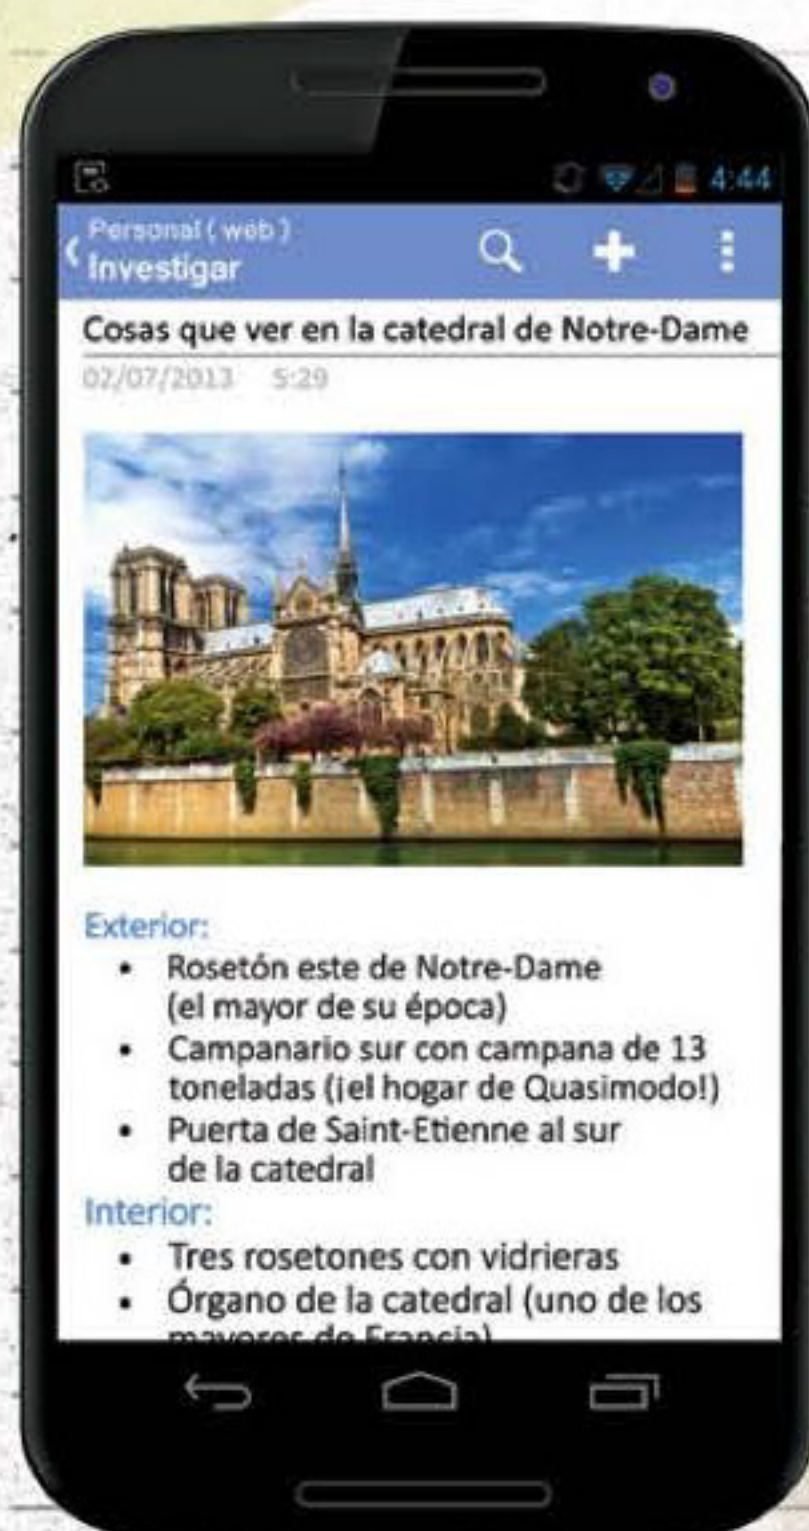 4:44
Personal ( web )
Investigar
Cosas que ver en la catedral de Notre-Dame
02/07/2013 5:29
Exterior:
• Rosetón este de Notre-Dame
(el mayor de su época)
• Campanario sur con campana de 13
toneladas (¡el hogar de Quasimodo!)
• Puerta de Saint-Etienne al sur
de la catedral
Interior:
• Tres rosetones con vidrieras
• Órgano de la catedral (uno de los
mayores de Francia)